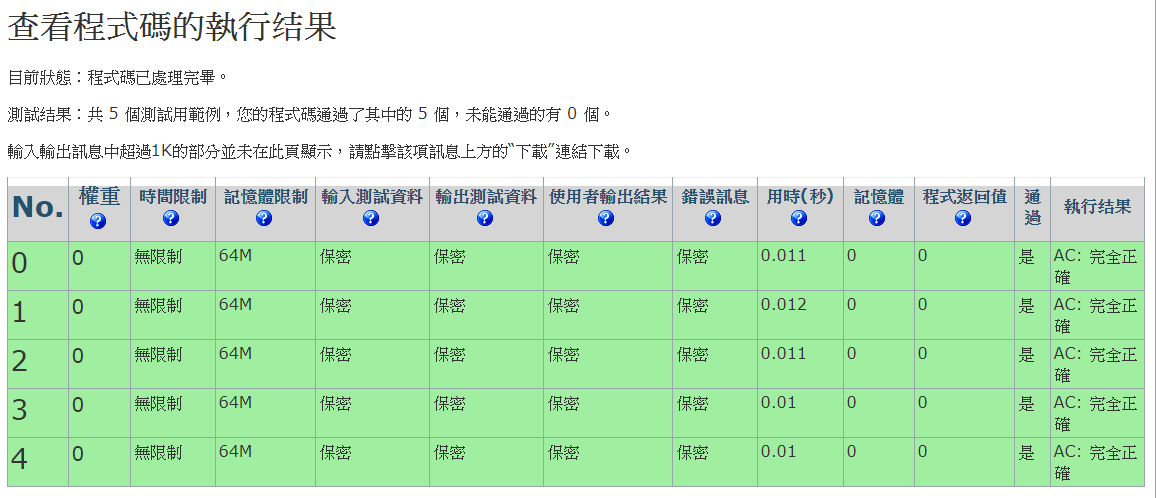 查看程式碼的執行结果
目前狀態：程式碼已處理完畢。
測試结果：共 5 個測試用範例，您的程式碼通過了其中的 5 個，未能通過的有 0 個。
輸入輸出訊息中超過1K的部分並未在此頁顯示，請點擊該項訊息上方的“下載”連結下載。
No. 權重 時間限制 記憶體限制 輸入測試資料 輸出測試資料 使用者輸出結果 錯誤訊息 用時(秒) 記憶體 程式返回值 通過 執行结果
0 0 無限制 64M 保密 保密 保密 保密 0.011 0 0 是 AC: 完全正確
1 0 無限制 64M 保密 保密 保密 保密 0.012 0 0 是 AC: 完全正確
2 0 無限制 64M 保密 保密 保密 保密 0.011 0 0 是 AC: 完全正確
3 0 無限制 64M 保密 保密 保密 保密 0.01 0 0 是 AC: 完全正確
4 0 無限制 64M 保密 保密 保密 保密 0.01 0 0 是 AC: 完全正確